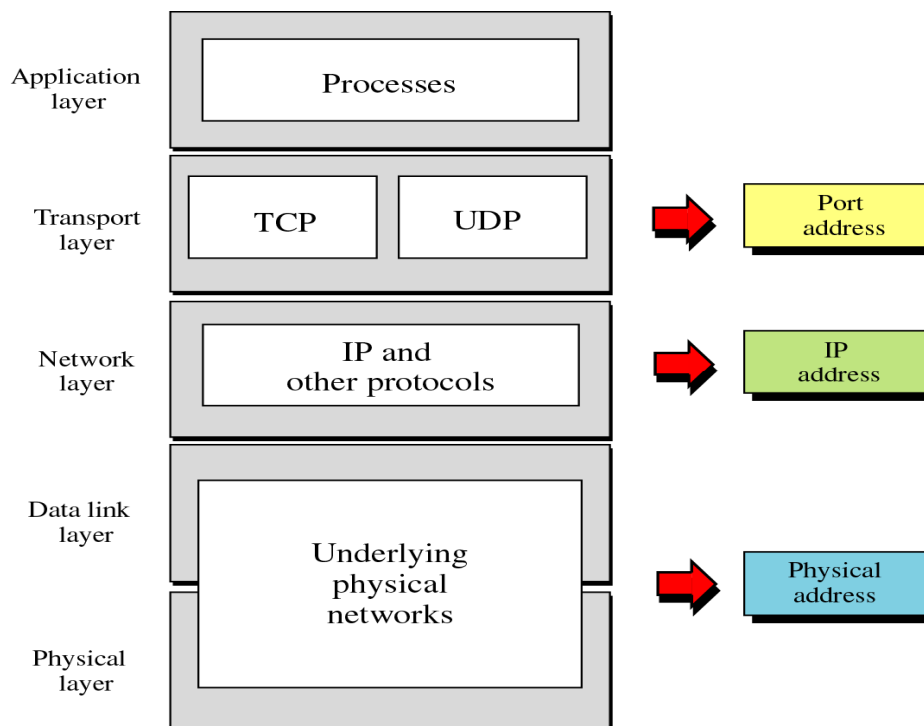 Application
layer
Processes
Transport
layer
TCP
UDP
Port
address
Network
layer
IP and
other protocols
IP
address
Data link
layer
Underlying
physical
networks
Physical
address
Physical
layer